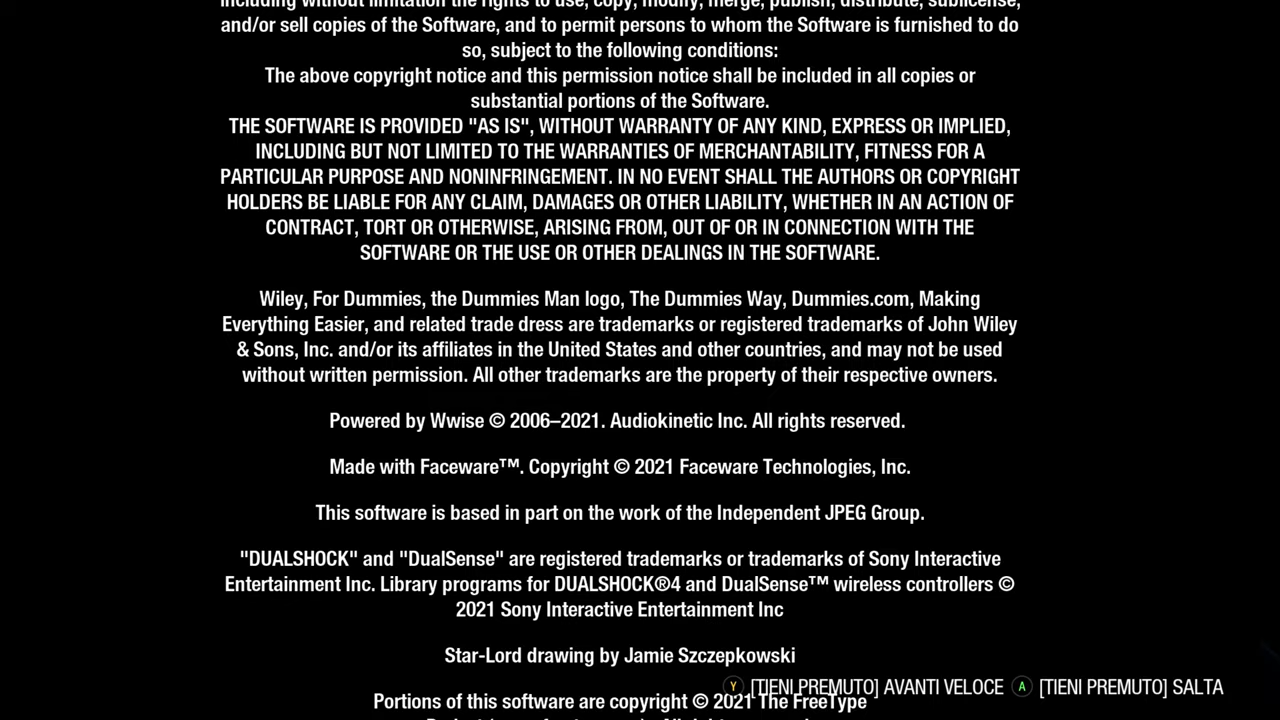 including without limitation the rights to use, copy, modify, merge, publish, distribute, sublicense,
and/or sell copies of the Software, and to permit persons to whom the Software is furnished to do
so, subject to the following conditions:
The above copyright notice and this permission notice shall be included in all copies or
substantial portions of the Software.
THE SOFTWARE IS PROVIDED "AS IS", WITHOUT WARRANTY OF ANY KIND, EXPRESS OR IMPLIED,
INCLUDING BUT NOT LIMITED TO THE WARRANTIES OF MERCHANTABILITY, FITNESS FOR A
PARTICULAR PURPOSE AND NONINFRINGEMENT. IN NO EVENT SHALL THE AUTHORS OR COPYRIGHT
HOLDERS BE LIABLE FOR ANY CLAIM, DAMAGES OR OTHER LIABILITY, WHETHER IN AN ACTION OF
CONTRACT, TORT OR OTHERWISE, ARISING FROM, OUT OF OR IN CONNECTION WITH THE
SOFTWARE OR THE USE OR OTHER DEALINGS IN THE SOFTWARE.
Wiley, For Dummies, the Dummies Man logo, The Dummies Way, Dummies.com, Making
Everything Easier, and related trade dress are trademarks or registered trademarks of John Wiley
& Sons, Inc. and/or its affiliates in the United States and other countries, and may not be used
without written permission. All other trademarks are the property of their respective owners.
Powered by Wwise © 2006–2021. Audiokinetic Inc. All rights reserved.
Made with Faceware™. Copyright © 2021 Faceware Technologies, Inc.
This software is based in part on the work of the Independent JPEG Group.
"DUALSHOCK" and "DualSense" are registered trademarks or trademarks of Sony Interactive
Entertainment Inc. Library programs for DUALSHOCK®4 and DualSense™ wireless controllers ©
2021 Sony Interactive Entertainment Inc
Star-Lord drawing by Jamie Szczepkowski
Y [TIENI PREMUTO] AVANTI VELOCE A [TIENI PREMUTO] SALTA
Portions of this software are copyright © 2021 The FreeType